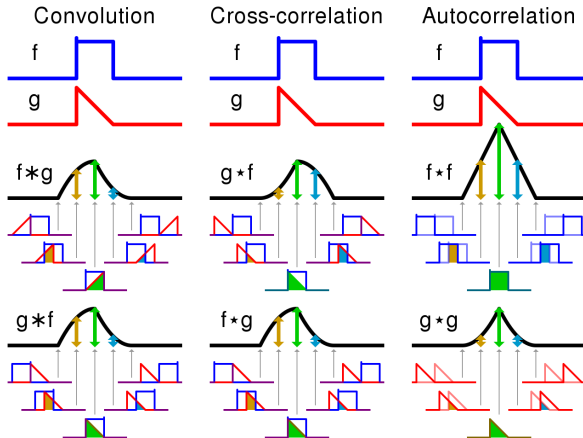 Convolution Cross-correlation Autocorrelation
f f f
g g g
f∗g g⋆f f⋆f
g∗f f⋆g g⋆g